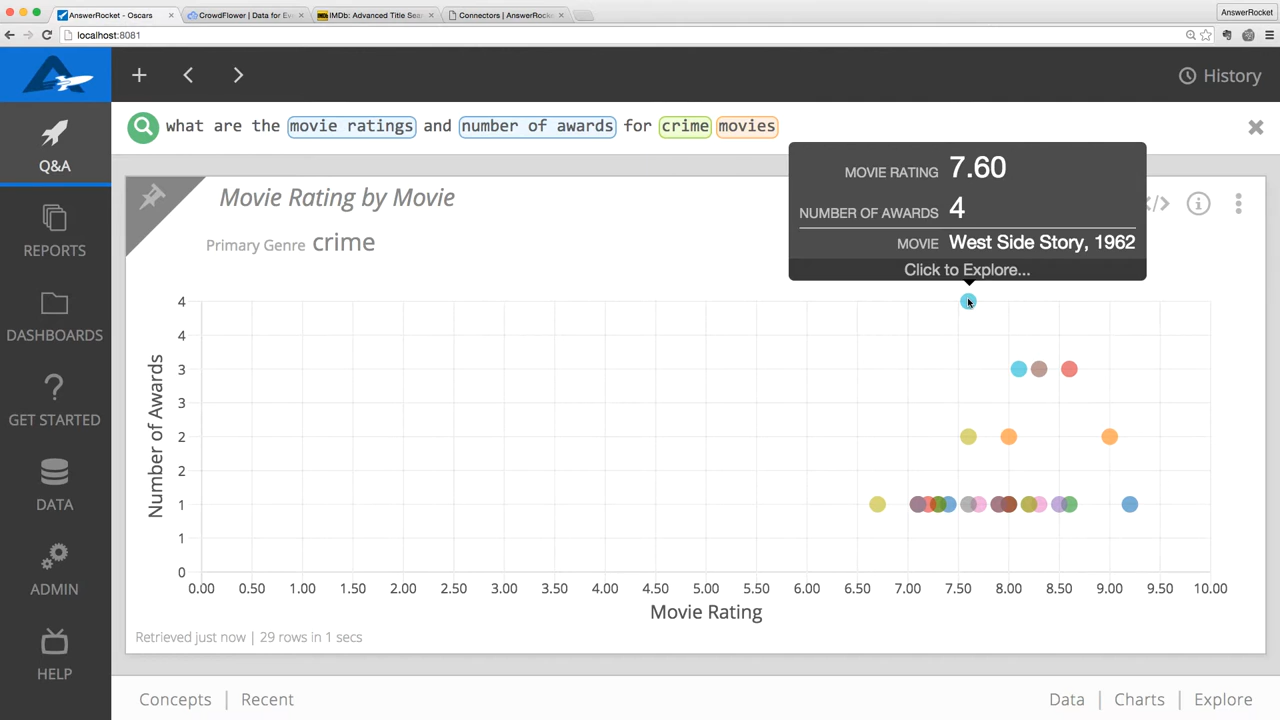 AnswerRocket - Oscars
CrowdFlower | Data for Ev
IMDb: Advanced Title Sea
Connectors | AnswerRock
AnswerRocket
localhost:8081
History
what are the movie ratings and number of awards for crime movies
Q&A
REPORTS
DASHBOARDS
GET STARTED
DATA
ADMIN
HELP
Movie Rating by Movie
Primary Genre crime
MOVIE RATING 7.60
NUMBER OF AWARDS 4
MOVIE West Side Story, 1962
Click to Explore...
</>
Number of Awards
4
4
3
3
2
2
1
1
0
0.00 0.50 1.00 1.50 2.00 2.50 3.00 3.50 4.00 4.50 5.00 5.50 6.00 6.50 7.00 7.50 8.00 8.50 9.00 9.50 10.00
Movie Rating
Retrieved just now | 29 rows in 1 secs
Concepts | Recent
Data | Charts | Explore